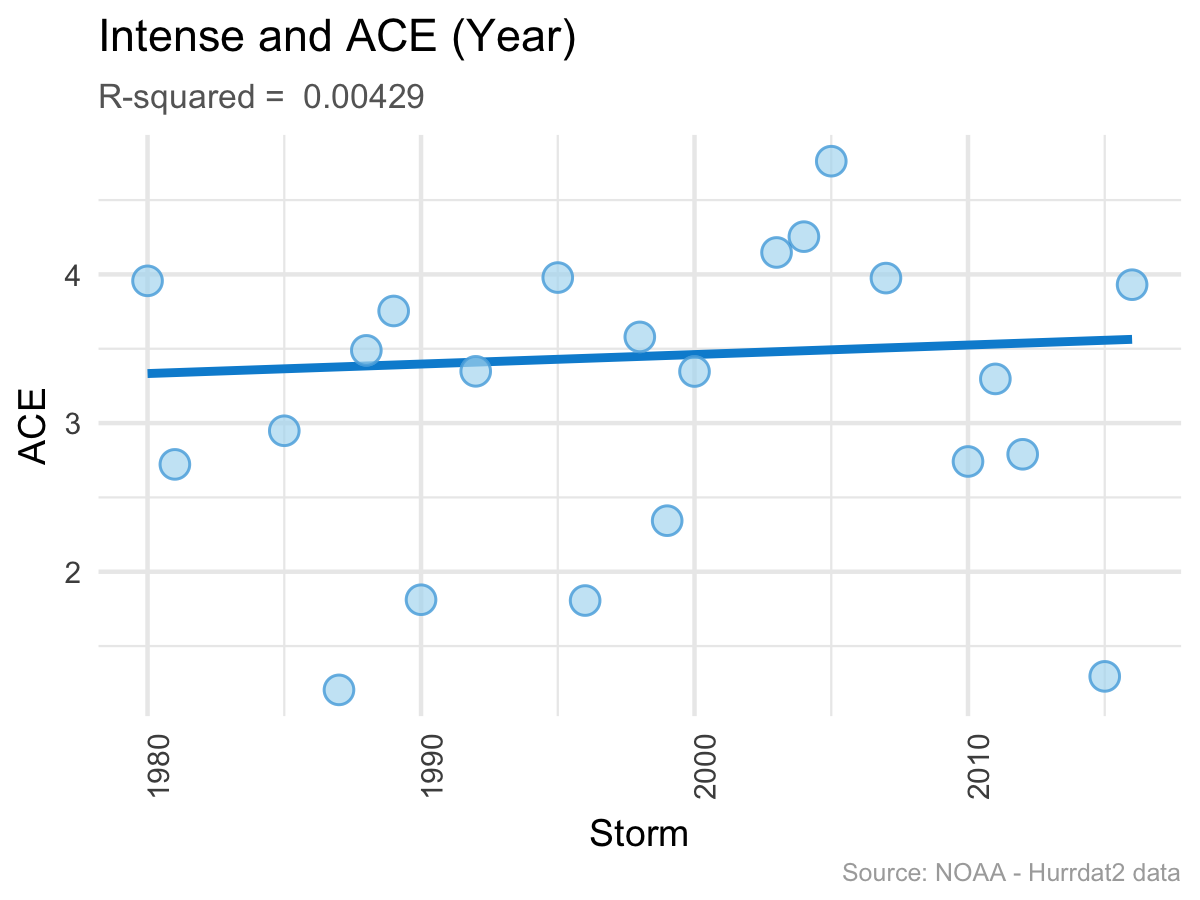 Intense and ACE (Year)
R-squared =  0.00429
ACE
4
3
2
1980
1990
2000
2010
Storm
Source: NOAA - Hurrdat2 data